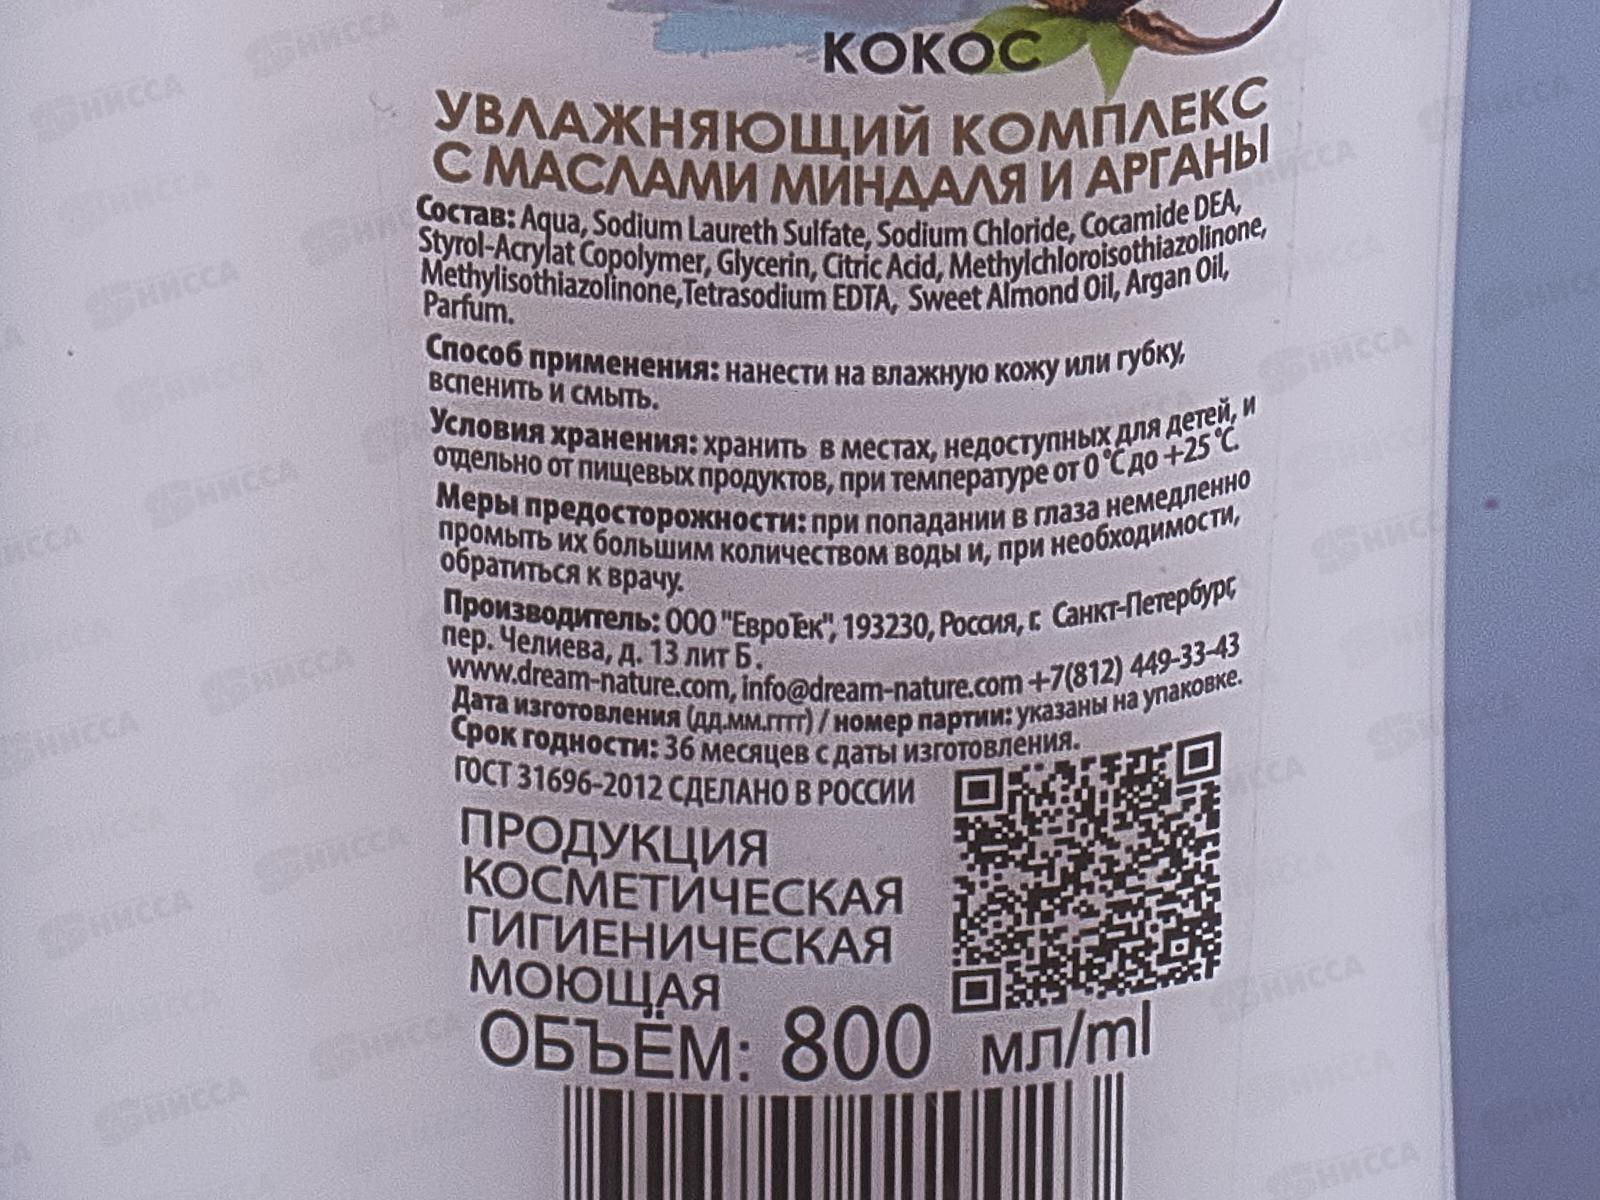 КОКОС
УВЛАЖНЯЮЩИЙ КОМПЛЕКС
С МАСЛАМИ МИНДАЛЯ И АРГАНЫ
Состав: Aqua, Sodium Laureth Sulfate, Sodium Chloride, Cocamide DEA,
Styrol-Acrylat Copolymer, Glycerin, Citric Acid, Methylchloroisothiazolinone,
Methylisothiazolinone,Tetrasodium EDTA, Sweet Almond Oil, Argan Oil,
Parfum.
Способ применения: нанести на влажную кожу или губку,
вспенить и смыть.
Условия хранения: хранить в местах, недоступных для детей, и
отдельно от пищевых продуктов, при температуре от 0 °С до +25 °С.
Меры предосторожности: при попадании в глаза немедленно
промыть их большим количеством воды и, при необходимости,
обратиться к врачу.
Производитель: ООО "ЕвроТек", 193230, Россия, г. Санкт-Петербург,
пер. Челиева, д. 13 лит Б.
www.dream-nature.com, info@dream-nature.com +7(812) 449-33-43
Дата изготовления (дд.мм.гггг) / номер партии: указаны на упаковке.
Срок годности: 36 месяцев с даты изготовления.
ГОСТ 31696-2012 СДЕЛАНО В РОССИИ
ПРОДУКЦИЯ
КОСМЕТИЧЕСКАЯ
ГИГИЕНИЧЕСКАЯ
МОЮЩАЯ
ОБЪЁМ: 800 мл/ml